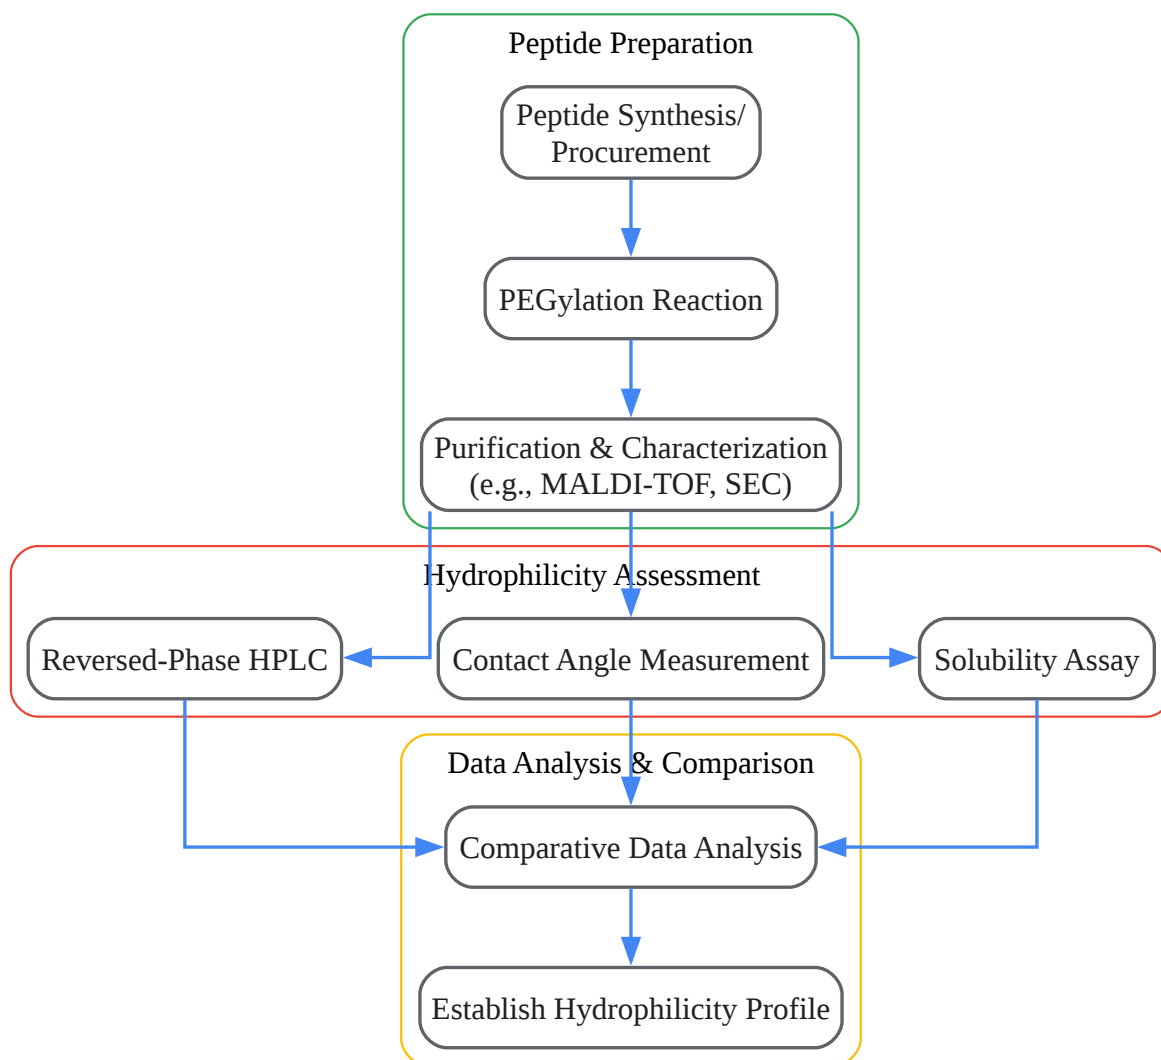 Peptide Preparation
Peptide Synthesis/
Procurement
PEGylation Reaction
Purification & Characterization
(e.g., MALDI-TOF, SEC)
Hydrophilicity Assessment
Reversed-Phase HPLC
Contact Angle Measurement
Solubility Assay
Data Analysis & Comparison
Comparative Data Analysis
Establish Hydrophilicity Profile